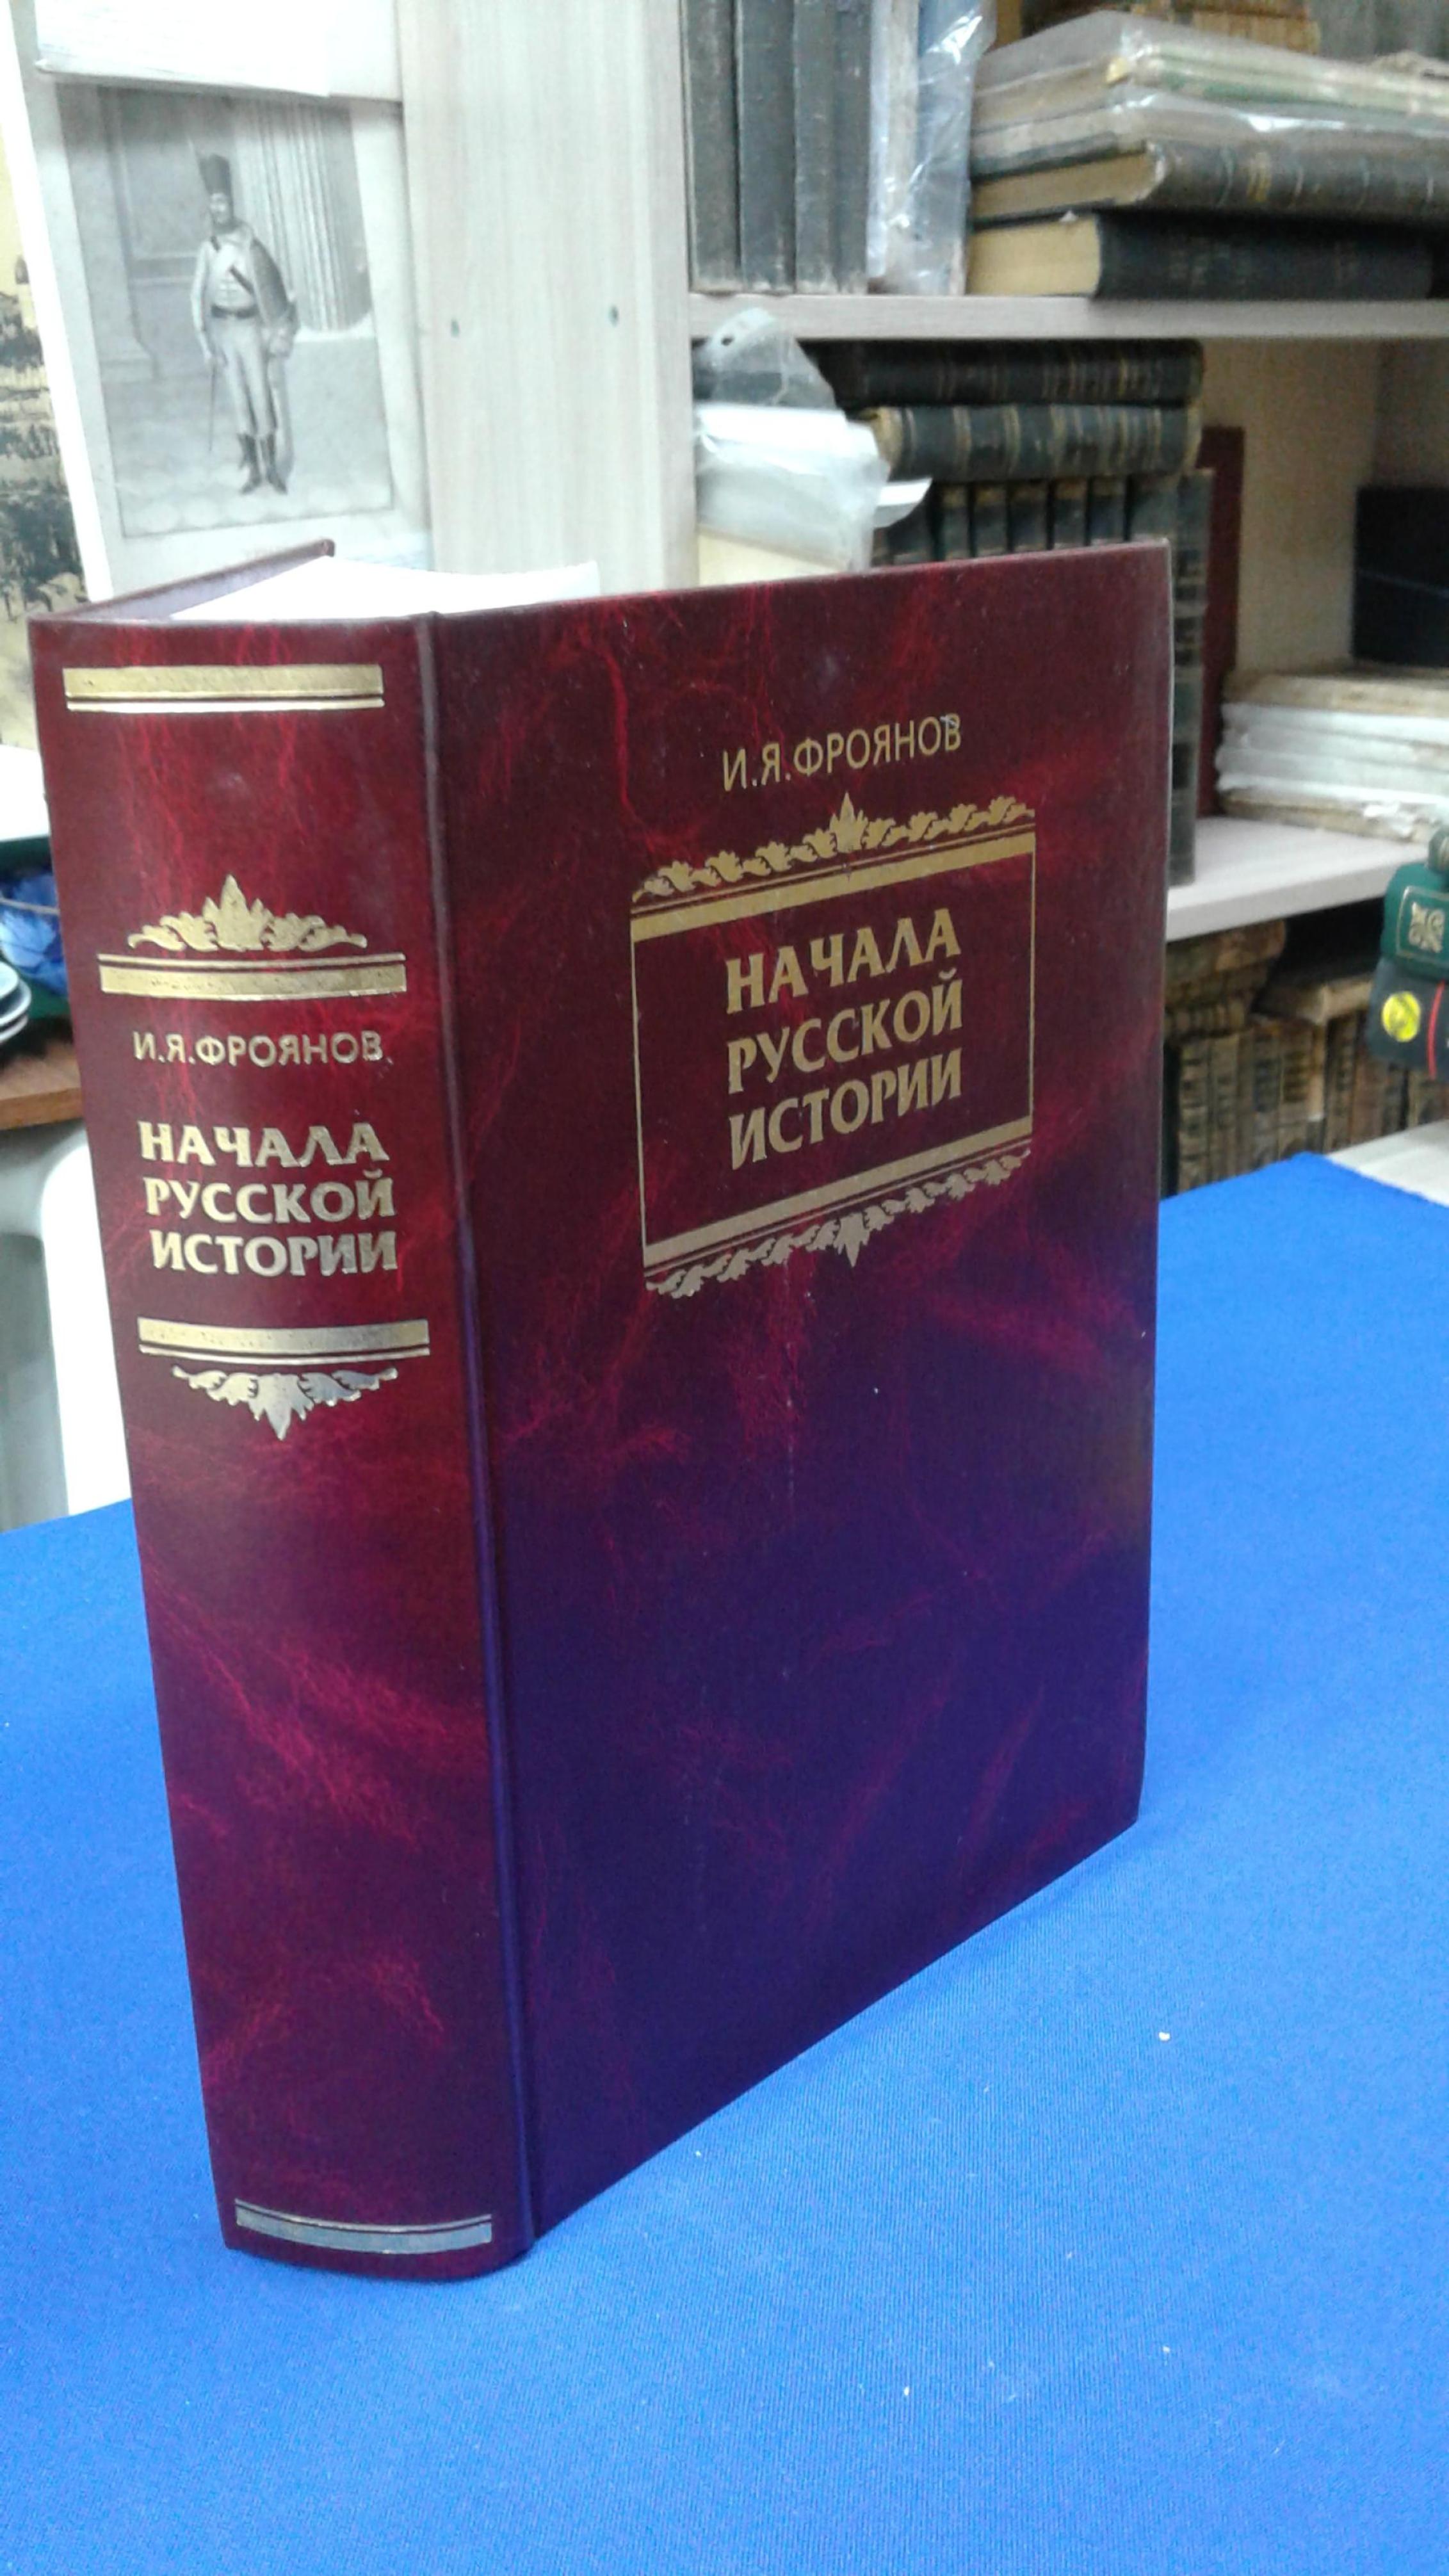 И.Я.ФРОЯНОВ
НАЧАЛА
РУССКОЙ
ИСТОРИИ
И.Я.ФРОЯНОВ
НАЧАЛА
РУССКОЙ
ИСТОРИИ